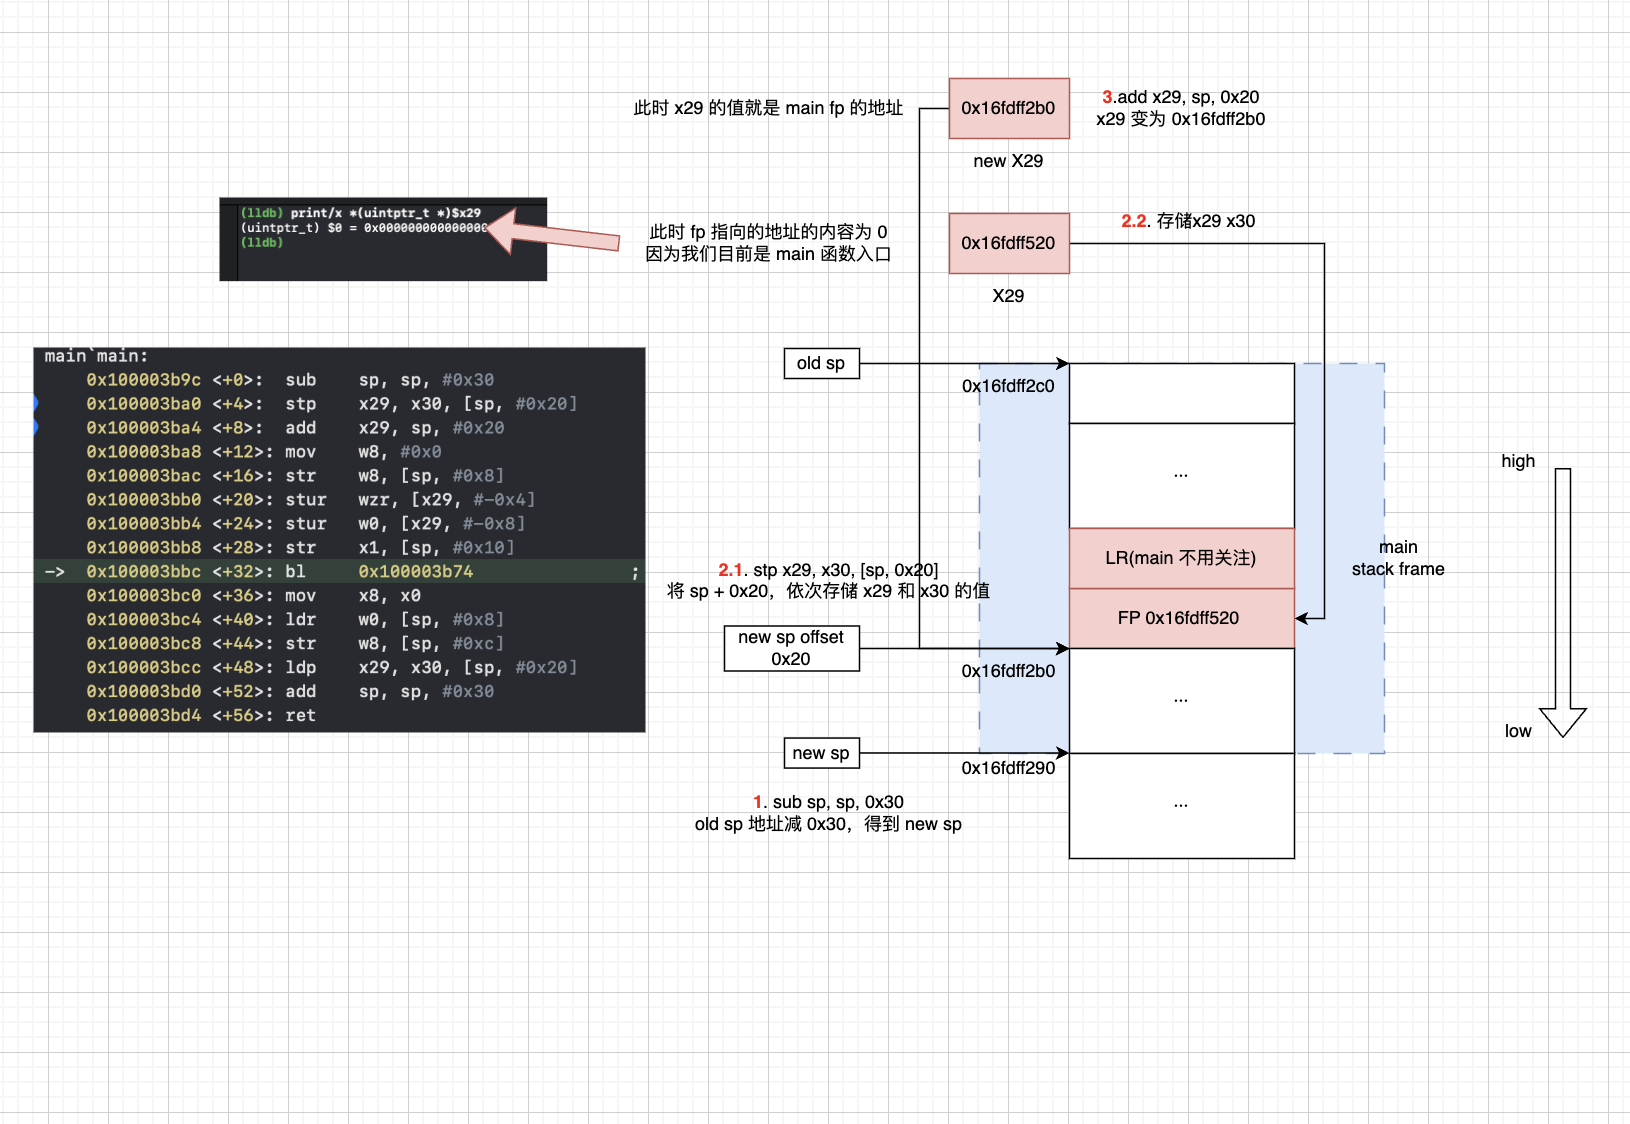 此时 x29 的值就是 main fp 的地址
0x16fdff2b0
new X29
3.add x29, sp, 0x20
x29 变为 0x16fdff2b0
(lldb) print/x *(uintptr_t *)$x29
(uintptr_t) $0 = 0x0000000000000000
(lldb)
此时 fp 指向的地址的内容为 0
因为我们目前是 main 函数入口
0x16fdff520
X29
2.2. 存储x29 x30
main`main:
0x100003b9c <+0>: sub sp, sp, #0x30
0x100003ba0 <+4>: stp x29, x30, [sp, #0x20]
0x100003ba4 <+8>: add x29, sp, #0x20
0x100003ba8 <+12>: mov w8, #0x0
0x100003bac <+16>: str w8, [sp, #0x8]
0x100003bb0 <+20>: stur wzr, [x29, #-0x4]
0x100003bb4 <+24>: stur w0, [x29, #-0x8]
0x100003bb8 <+28>: str x1, [sp, #0x10]
-> 0x100003bbc <+32>: bl 0x100003b74 ;
0x100003bc0 <+36>: mov x8, x0
0x100003bc4 <+40>: ldr w0, [sp, #0x8]
0x100003bc8 <+44>: str w8, [sp, #0xc]
0x100003bcc <+48>: ldp x29, x30, [sp, #0x20]
0x100003bd0 <+52>: add sp, sp, #0x30
0x100003bd4 <+56>: ret
old sp
0x16fdff2c0
...
LR(main 不用关注)
FP 0x16fdff520
main
stack frame
2.1. stp x29, x30, [sp, 0x20]
将 sp + 0x20，依次存储 x29 和 x30 的值
new sp offset
0x20
0x16fdff2b0
...
new sp
0x16fdff290
1. sub sp, sp, 0x30
old sp 地址减 0x30，得到 new sp
...
high
low